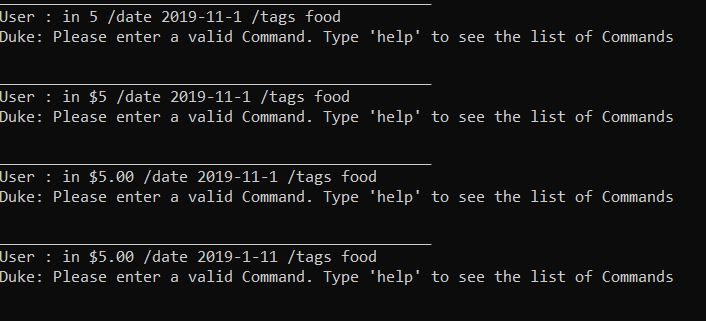 User : in 5 /date 2019-11-1 /tags food
Duke: Please enter a valid Command. Type 'help' to see the list of Commands
User : in $5 /date 2019-11-1 /tags food
Duke: Please enter a valid Command. Type 'help' to see the list of Commands
User : in $5.00 /date 2019-11-1 /tags food
Duke: Please enter a valid Command. Type 'help' to see the list of Commands
User : in $5.00 /date 2019-1-11 /tags food
Duke: Please enter a valid Command. Type 'help' to see the list of Commands